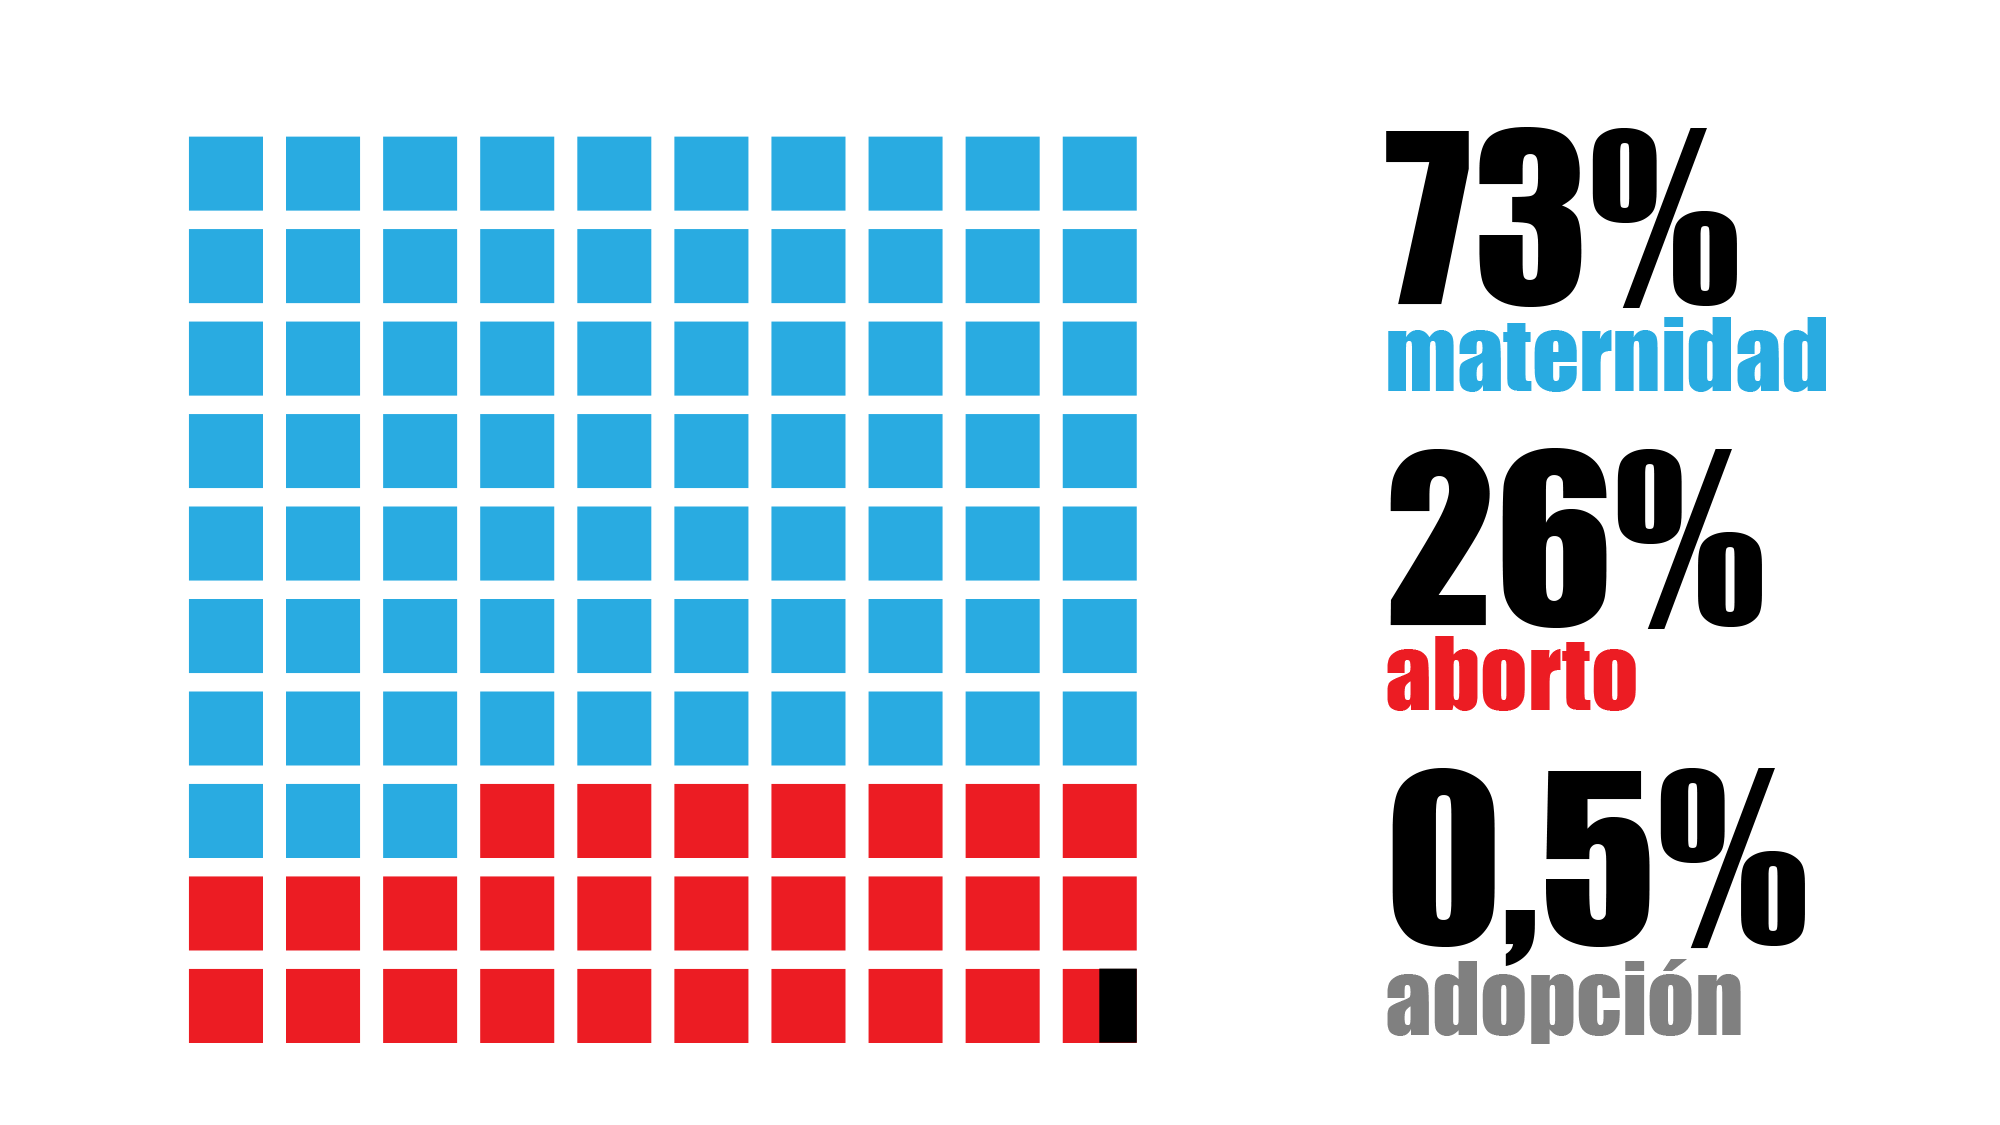 73%
maternidad
26%
aborto
0,5%
adopción